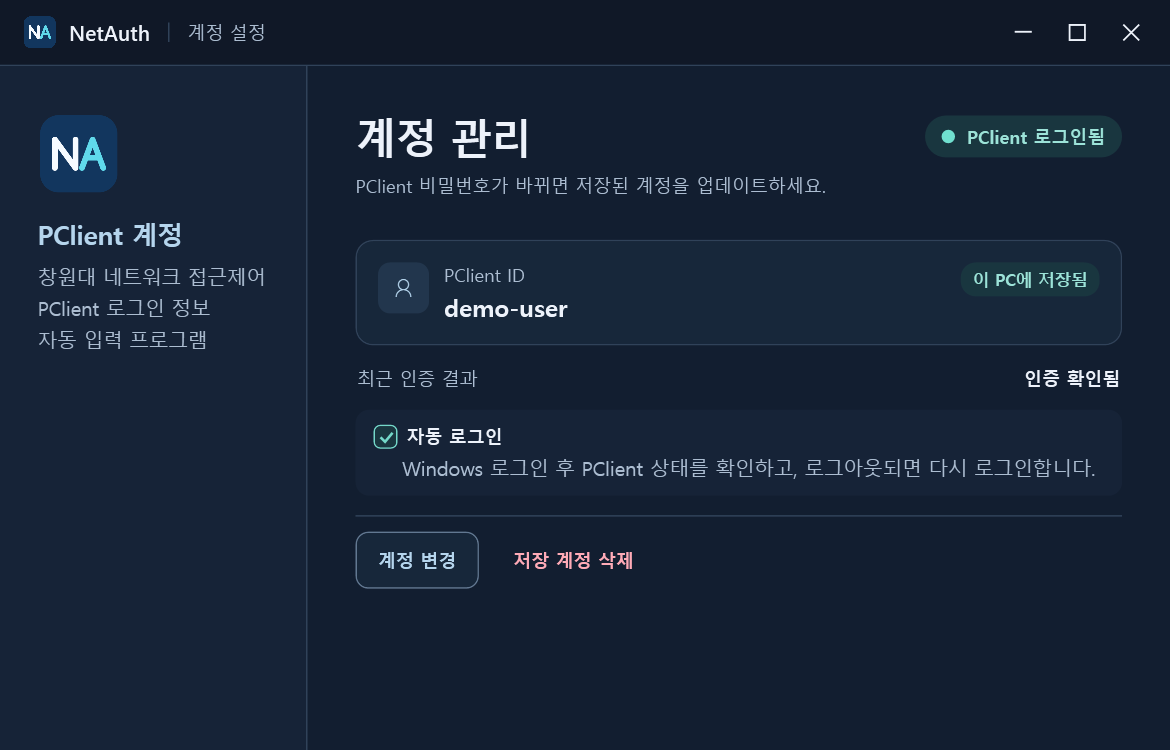 NA NetAuth 계정 설정
NA
PClient 계정
창원대 네트워크 접근제어
PClient 로그인 정보
자동 입력 프로그램
계정 관리
PClient 로그인됨
PClient 비밀번호가 바뀌면 저장된 계정을 업데이트하세요.
PClient ID
demo-user
이 PC에 저장됨
최근 인증 결과
인증 확인됨
자동 로그인
Windows 로그인 후 PClient 상태를 확인하고, 로그아웃되면 다시 로그인합니다.
계정 변경
저장 계정 삭제